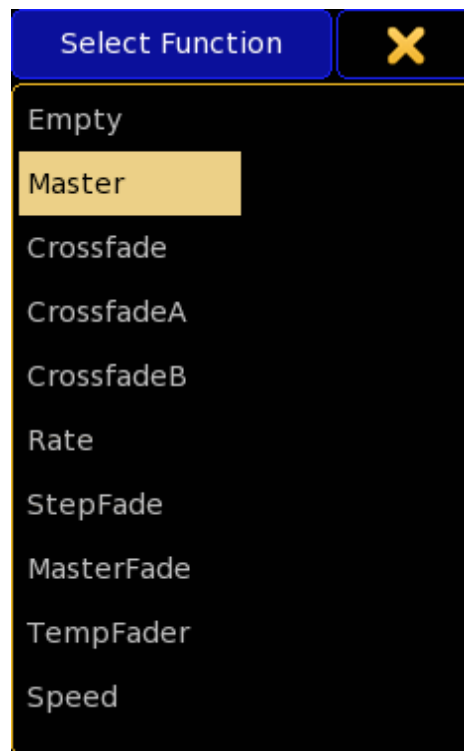 Select Function
Empty
Master
Crossfade
CrossfadeA
CrossfadeB
Rate
StepFade
MasterFade
TempFader
Speed